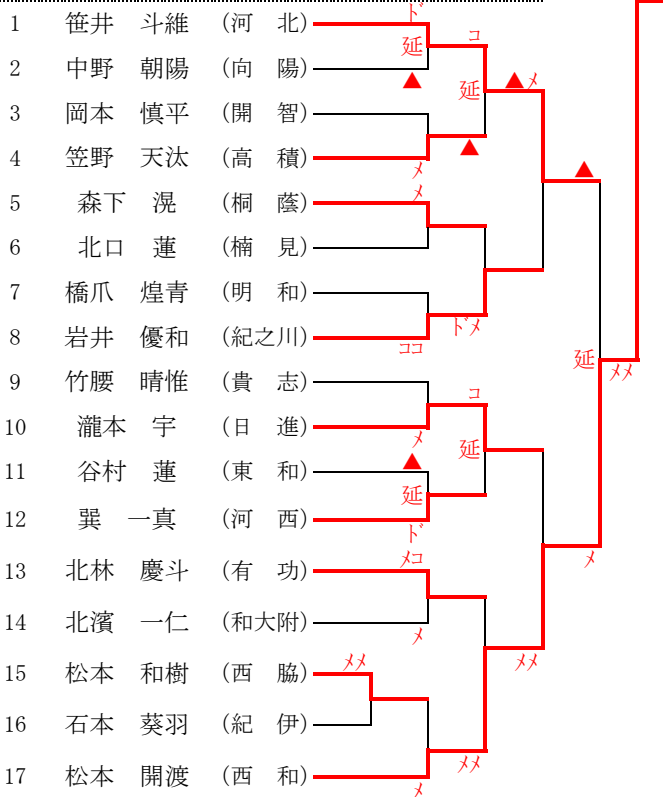 ド
1 笹井 斗維 (河 北)
延 コ
2 中野 朝陽 (向 陽) ▲ 延 ▲ メ
3 岡本 慎平 (開 智)
▲
4 笠野 天汰 (高 積) メ ▲
5 森下 滉 (桐 蔭) メ
6 北口 蓮 (楠 見)
7 橋爪 煌青 (明 和)
ドメ
8 岩井 優和 (紀之川) ココ
延 メメ
9 竹腰 晴惟 (貴 志) コ
10 瀧本 宇 (日 進) メ
延
11 谷村 蓮 (東 和) ▲
延
12 巽 一真 (河 西) ド
13 北林 慶斗 (有 功) メコ メ
14 北濱 一仁 (和大附) メ
メメ
15 松本 和樹 (西 脇) メメ
16 石本 葵羽 (紀 伊)
メメ
17 松本 開渡 (西 和) メ